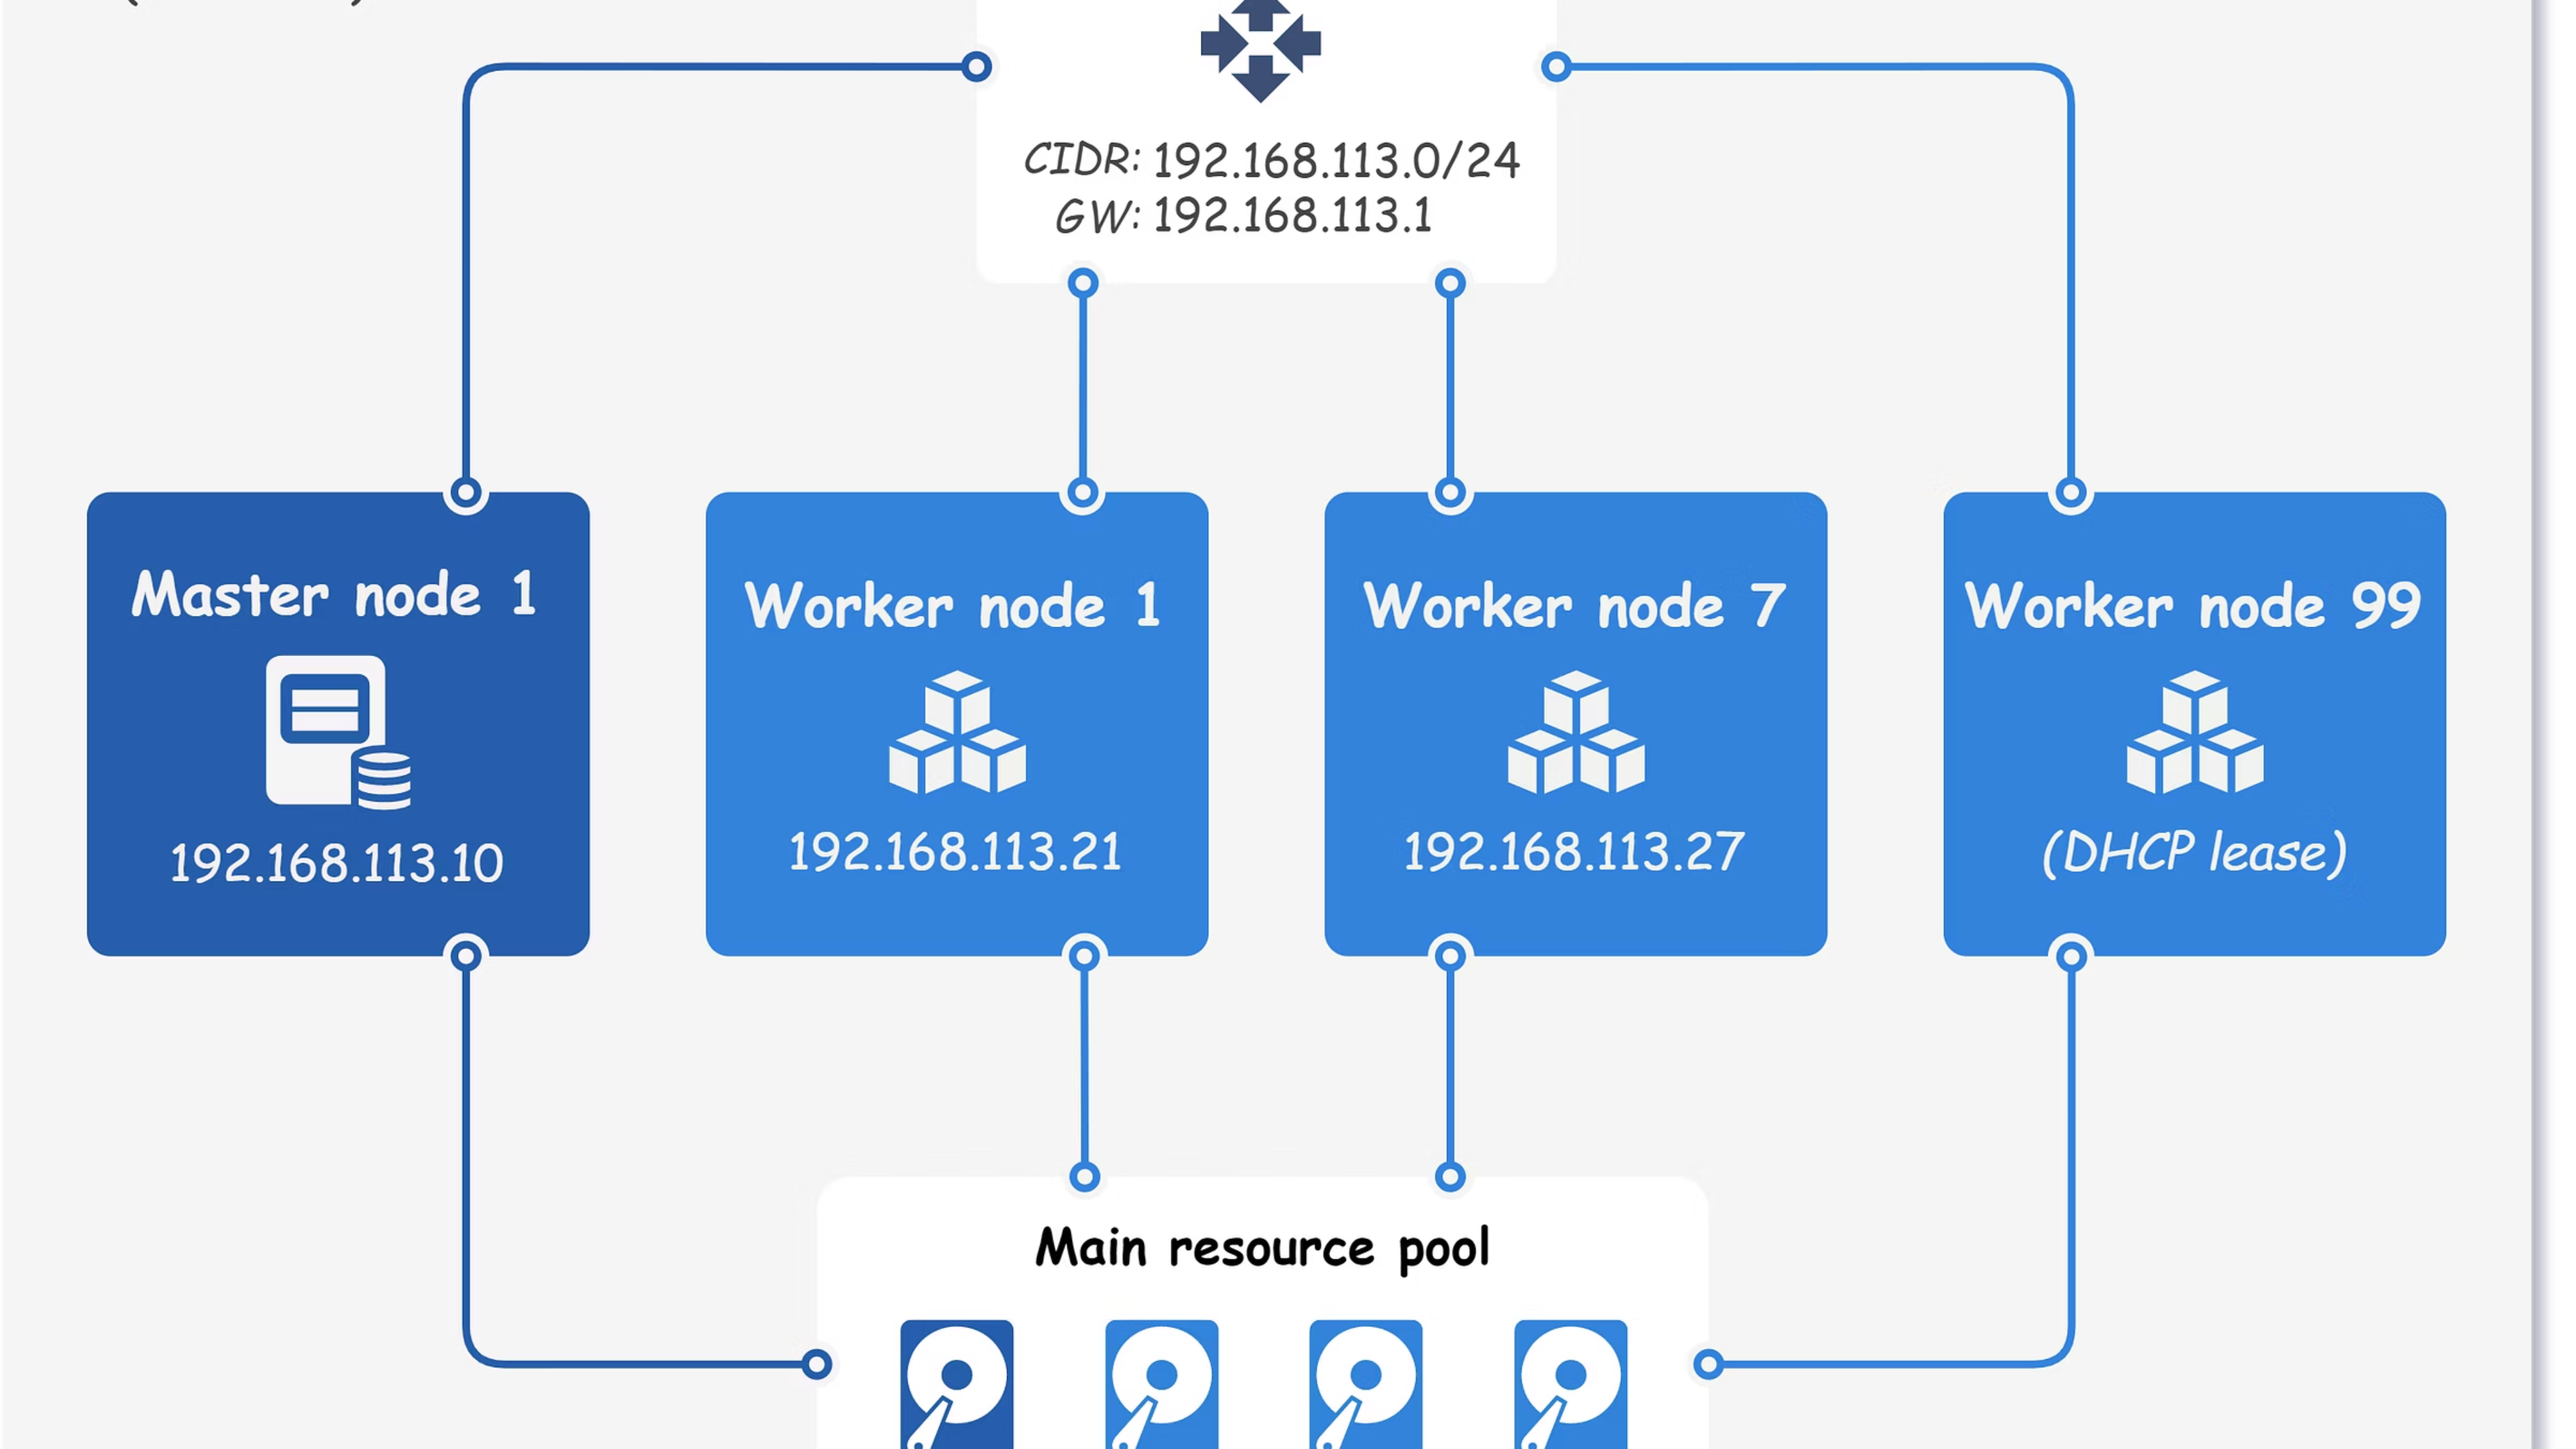 CIDR: 192.168.113.0/24
GW: 192.168.113.1
Master node 1
192.168.113.10
Worker node 1
192.168.113.21
Worker node 7
192.168.113.27
Worker node 99
(DHCP lease)
Main resource pool